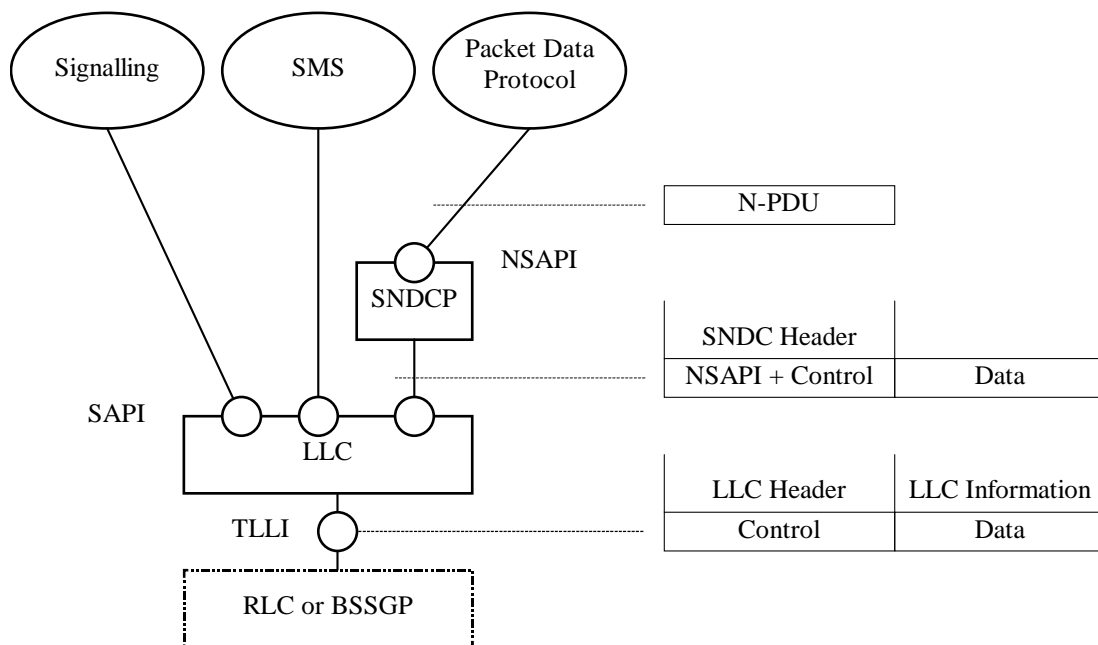 Signalling
SMS
Packet Data
Protocol
N-PDU
NSAPI
SNDCP
SNDC Header
NSAPI + Control
Data
SAPI
LLC
LLC Header
LLC Information
TLLI
Control
Data
RLC or BSSGP